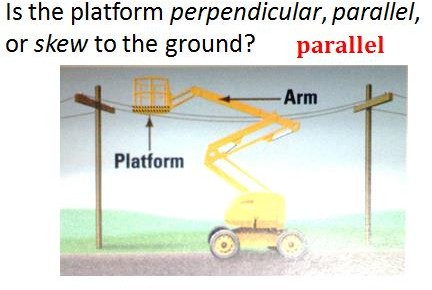 Is the platform perpendicular, parallel,
or skew to the ground? parallel
Arm
Platform